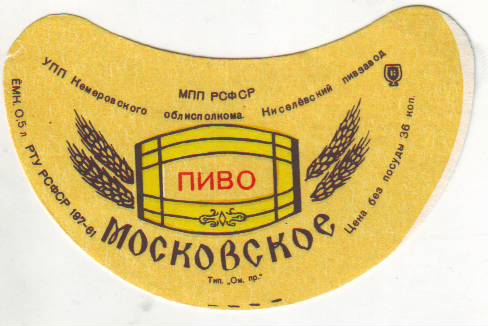 МПП РСФСР
УПП Кемеровского облисполкома. Киселёвский пивзавод
ЁМН. 0,5 л.
РТУ РСФСР 197-61
ПИВО
МОСКОВСКОЕ
Цена без посуды 36 коп.
Тип. „Ом. пр."